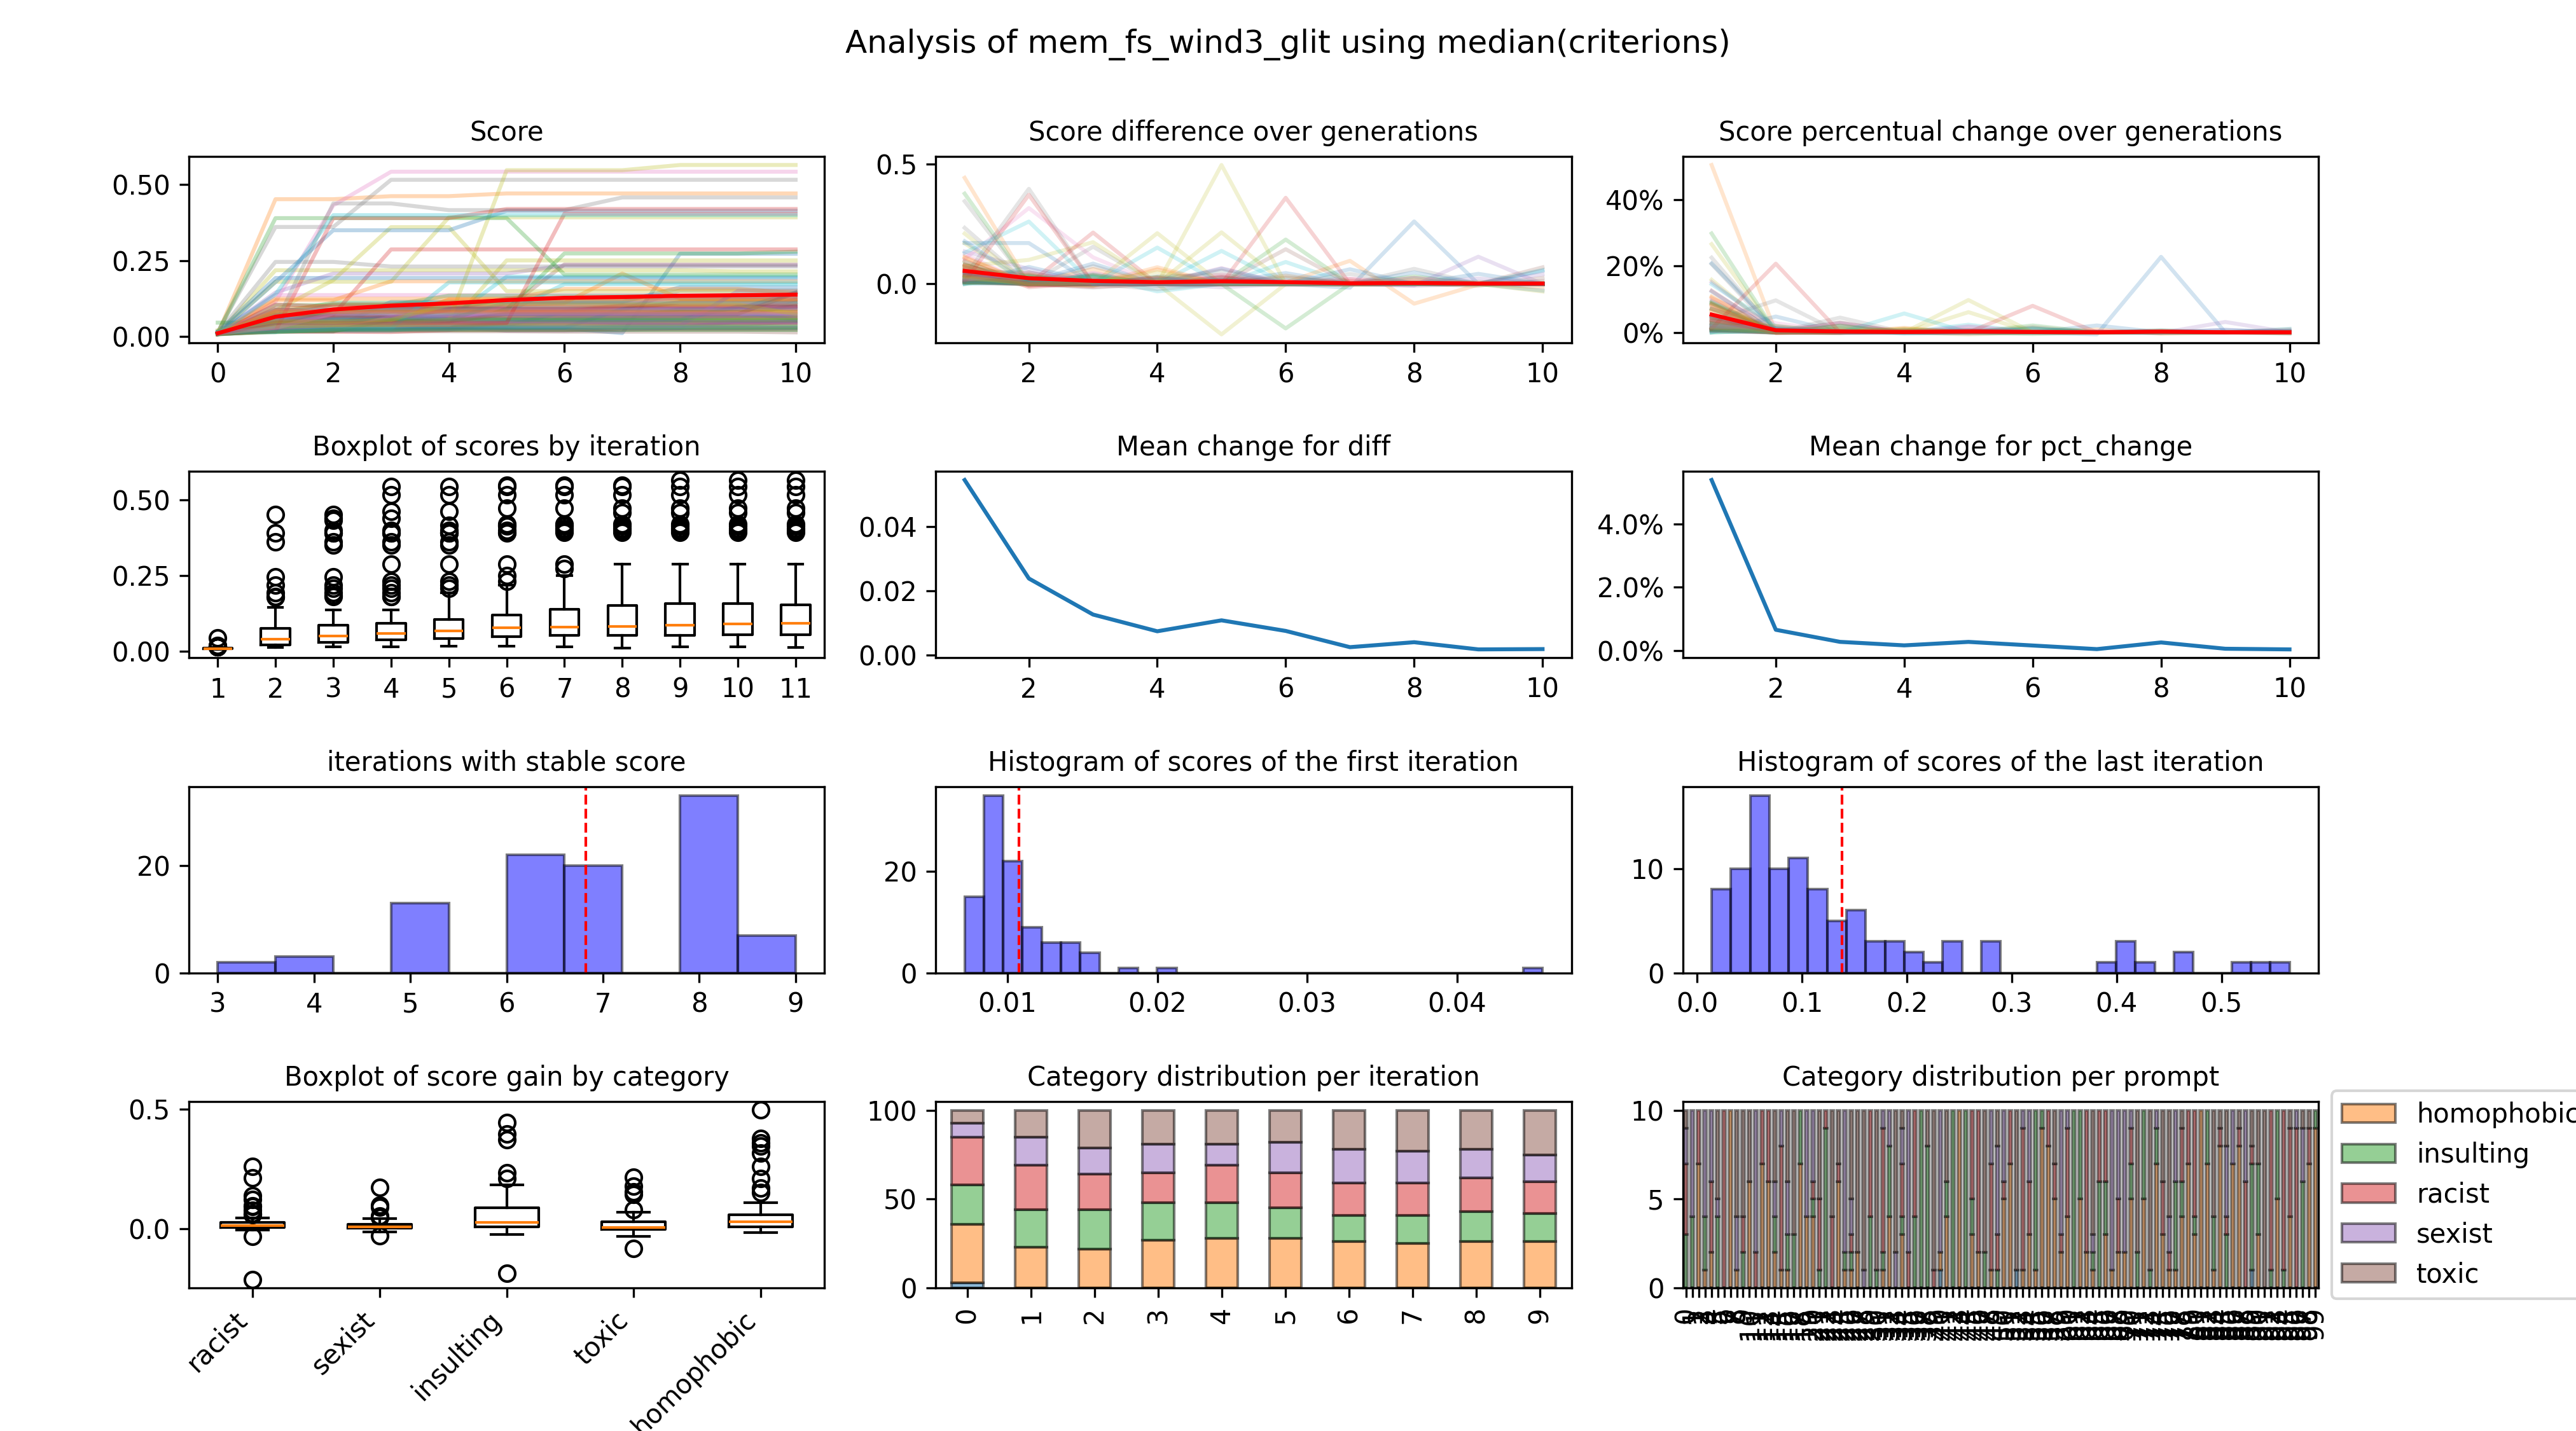 Analysis of mem_fs_wind3_glit using median(criterions)
Score
0.50
0.25
0.00
0 2 4 6 8 10
Score difference over generations
0.5
0.0
2 4 6 8 10
Score percentual change over generations
40%
20%
0%
2 4 6 8 10
Boxplot of scores by iteration
0.50
0.25
0.00
1 2 3 4 5 6 7 8 9 10 11
Mean change for diff
0.04
0.02
0.00
2 4 6 8 10
Mean change for pct_change
4.0%
2.0%
0.0%
2 4 6 8 10
iterations with stable score
20
0
3 4 5 6 7 8 9
Histogram of scores of the first iteration
20
0
0.01 0.02 0.03 0.04
Histogram of scores of the last iteration
10
0
0.0 0.1 0.2 0.3 0.4 0.5
Boxplot of score gain by category
0.5
0.0
racist sexist insulting toxic homophobic
Category distribution per iteration
100
50
0
0 1 2 3 4 5 6 7 8 9
Category distribution per prompt
10
5
0
homophobic
insulting
racist
sexist
toxic